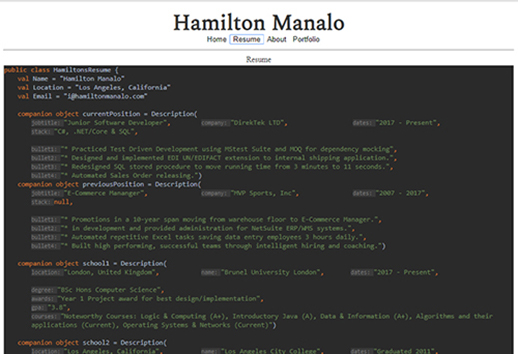 Hamilton Manalo
Home Resume About Portfolio
Resume
public class HamiltonsResume {
val Name = "Hamilton Manalo"
val Location = "Los Angeles, California"
val Email = "i@hamiltonmanalo.com"
companion object currentPosition = Description(
jobtitle: "Junior Software Developer", company: "DirekTek LTD", dates: "2017 - Present",
stack: "C#, .NET/Core & SQL",
bullet1: "* Practiced Test Driven Development using MStest Suite and MOQ for dependency mocking
bullet2: "* Designed and implemented EDI UN/EDIFACT extension to internal shipping application.",
bullet3: "* Redesigned SQL stored procedure to move running time from 3 minutes to 11 seconds.",
bullet4: "* Automated Sales Order releasing.")
companion object previousPosition = Description(
jobtitle: "E-Commerce Mananger", company: "MVP Sports, Inc", dates: "2007 - 2017",
stack: null,
bullet1: "* Promotions in a 10-year span moving from warehouse floor to E-Commerce Manager.",
bullet2: "* in development and provided administration for NetSuite ERP/WMS systems.",
bullet3: "* Automated repetitive Excel tasks saving data entry employees 3 hours daily.",
bullet4: "* Built high performing, successful teams through intelligent hiring and coaching.")
companion object school1 = Description(
location: "London, United Kingdom", name: "Brunel University London", dates: "2017 - Present",
degree: "BSc Hons Computer Science",
awards: "Year 1 Project award for best design/implementation",
gpa: "3.8",
courses: "Noteworthy Courses: Logic & Computing (A+), Introductory Java (A), Data & Information (A+), Algorithms and their
applications (Current), Operating Systems & Networks (Current)")
companion object school2 = Description(
location: "Los Angeles, California", name: "Los Angeles City College", dates: "Graduated 2011",